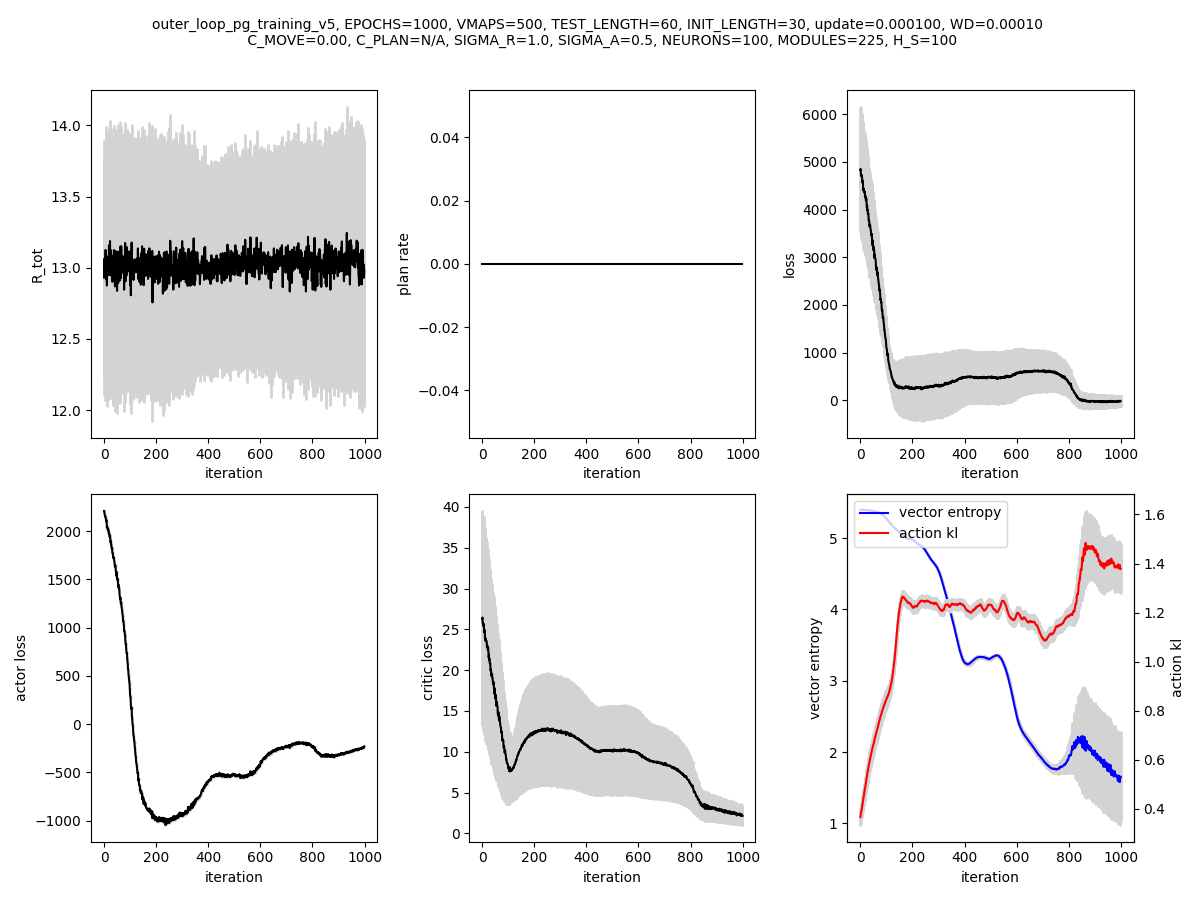 outer_loop_pg_training_v5, EPOCHS=1000, VMAPS=500, TEST_LENGTH=60, INIT_LENGTH=30, update=0.000100, WD=0.00010
C_MOVE=0.00, C_PLAN=N/A, SIGMA_R=1.0, SIGMA_A=0.5, NEURONS=100, MODULES=225, H_S=100
R_tot
14.0
13.5
13.0
12.5
12.0
0 200 400 600 800 1000
iteration
plan rate
0.04
0.02
0.00
−0.02
−0.04
0 200 400 600 800 1000
iteration
loss
6000
5000
4000
3000
2000
1000
0
0 200 400 600 800 1000
iteration
actor loss
2000
1500
1000
500
0
−500
−1000
0 200 400 600 800 1000
iteration
critic loss
40
35
30
25
20
15
10
5
0
0 200 400 600 800 1000
iteration
vector entropy
action kl
vector entropy
5
4
3
2
1
action kl
1.6
1.4
1.2
1.0
0.8
0.6
0.4
0 200 400 600 800 1000
iteration